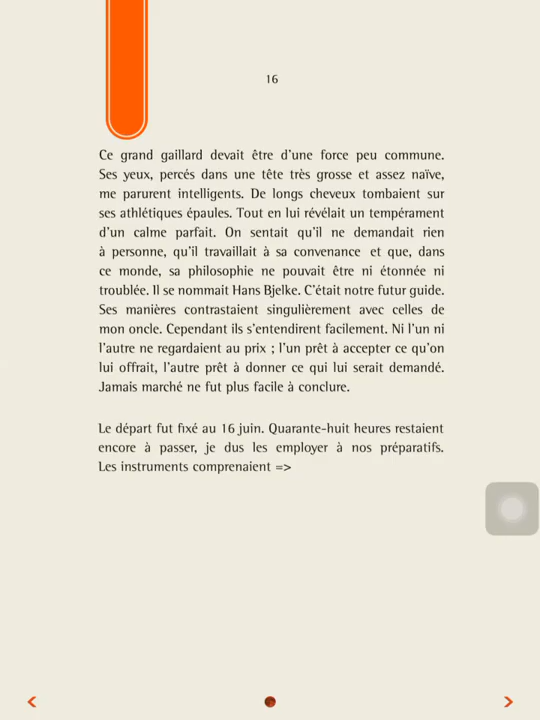 16
Ce grand gaillard devait être d'une force peu commune.
Ses yeux, percés dans une tête très grosse et assez naïve,
me parurent intelligents. De longs cheveux tombaient sur
ses athlétiques épaules. Tout en lui révélait un tempérament
d'un calme parfait. On sentait qu'il ne demandait rien
à personne, qu'il travaillait à sa convenance et que, dans
ce monde, sa philosophie ne pouvait être ni étonnée ni
troublée. Il se nommait Hans Bjelke. C'était notre futur guide.
Ses manières contrastaient singulièrement avec celles de
mon oncle. Cependant ils s'entendirent facilement. Ni l'un ni
l'autre ne regardaient au prix ; l'un prêt à accepter ce qu'on
lui offrait, l'autre prêt à donner ce qui lui serait demandé.
Jamais marché ne fut plus facile à conclure.
Le départ fut fixé au 16 juin. Quarante-huit heures restaient
encore à passer, je dus les employer à nos préparatifs.
Les instruments comprenaient =>